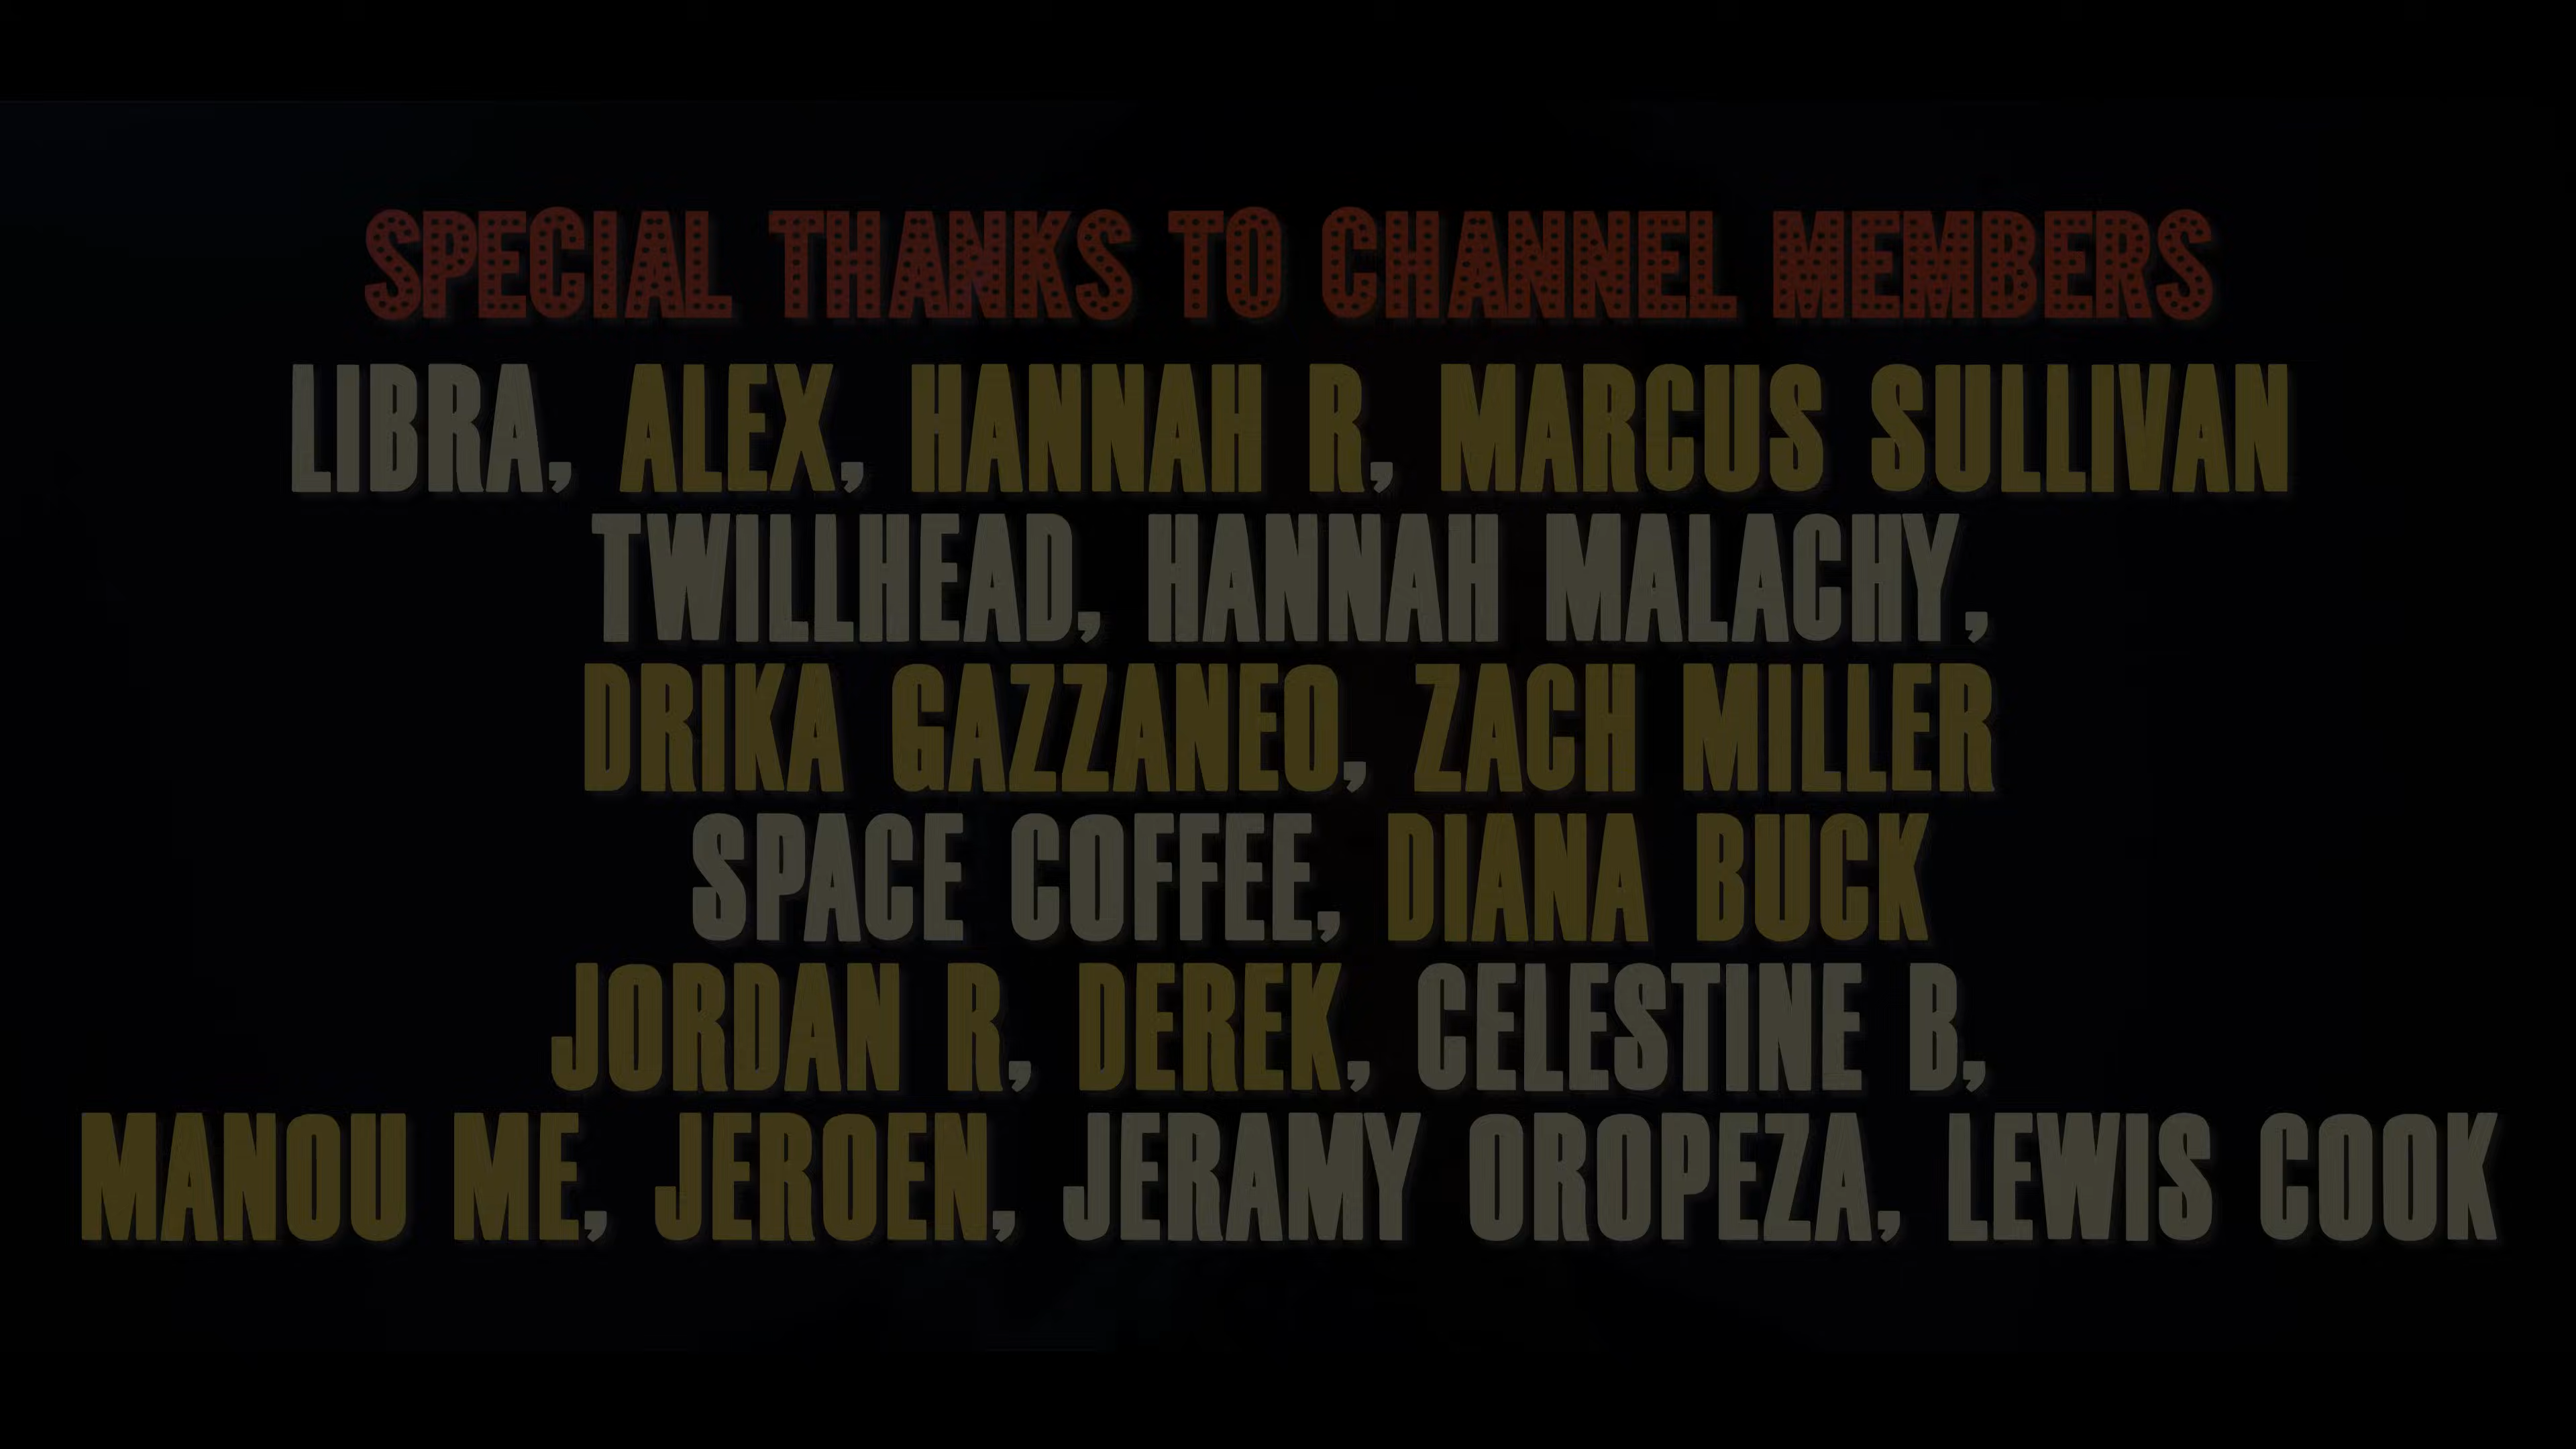 SPECIAL THANKS TO CHANNEL MEMBERS
LIBRA, ALEX, HANNAH R, MARCUS SULLIVAN
TWILLHEAD, HANNAH MALACHY,
DRIKA GAZZANEO, ZACH MILLER
SPACE COFFEE, DIANA BUCK
JORDAN R, DEREK, CELESTINE B,
MANOU ME, JEROEN, JERAMY OROPEZA, LEWIS COOK